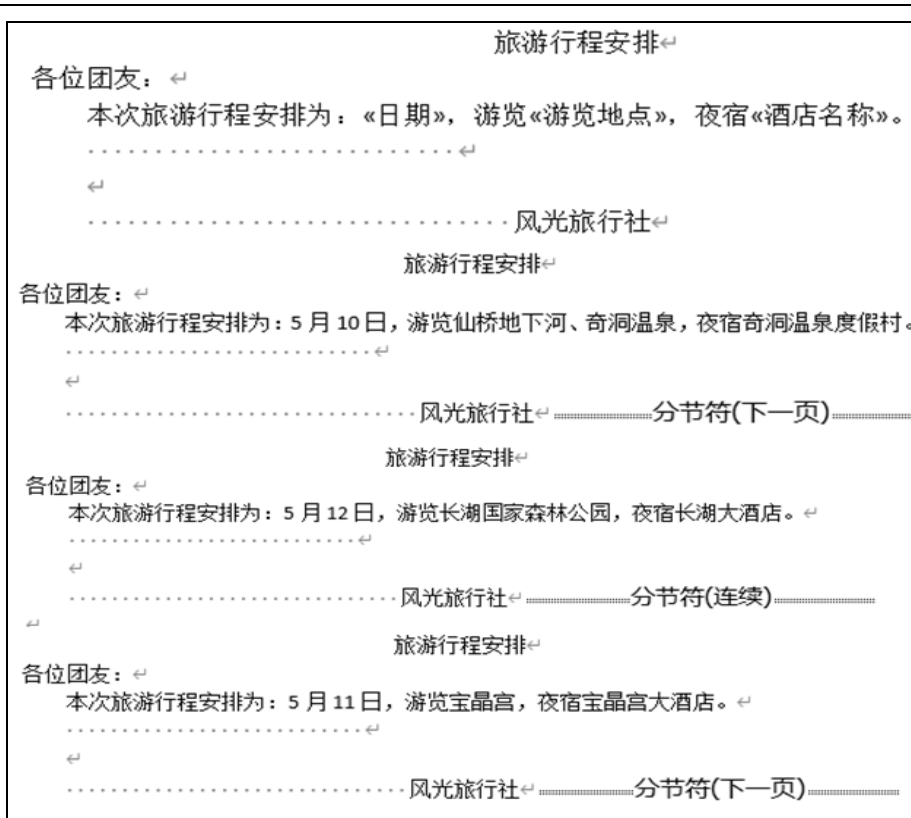 旅游行程安排↵
各位团友：↵
本次旅游行程安排为：«日期»，游览«游览地点»，夜宿«酒店名称»。
····························↵
↵
································风光旅行社↵
旅游行程安排↵
各位团友：↵
本次旅游行程安排为：5 月 10 日，游览仙桥地下河、奇洞温泉，夜宿奇洞温泉度假村。
····························↵
↵
································风光旅行社↵分节符(下一页)
旅游行程安排↵
各位团友：↵
本次旅游行程安排为：5 月 12 日，游览长湖国家森林公园，夜宿长湖大酒店。↵
····························↵
↵
································风光旅行社↵分节符(连续)
↵
旅游行程安排↵
各位团友：↵
本次旅游行程安排为：5 月 11 日，游览宝晶宫，夜宿宝晶宫大酒店。↵
····························↵
↵
································风光旅行社↵分节符(下一页)